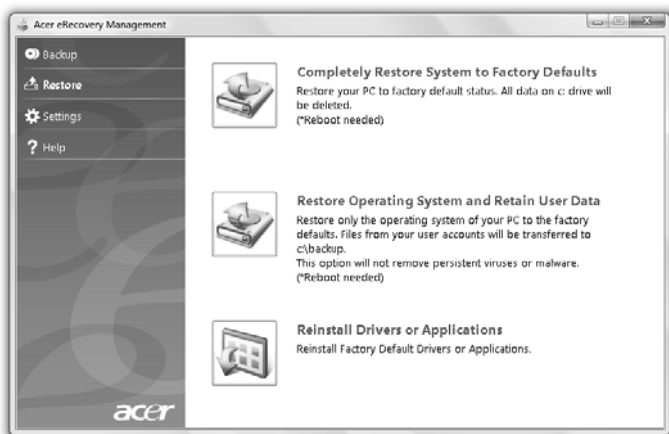 Acer eRecovery Management
Backup
Restore
Settings
Help
Completely Restore System to Factory Defaults
Restore your PC to factory default status. All data on c: drive will
be deleted.
(*Reboot needed)
Restore Operating System and Retain User Data
Restore only the operating system of your PC to the factory
defaults. Files from your user accounts will be transferred to
c:\backup.
This option will not remove persistent viruses or malware.
(*Reboot needed)
Reinstall Drivers or Applications
Reinstall Factory Default Drivers or Applications.
acer